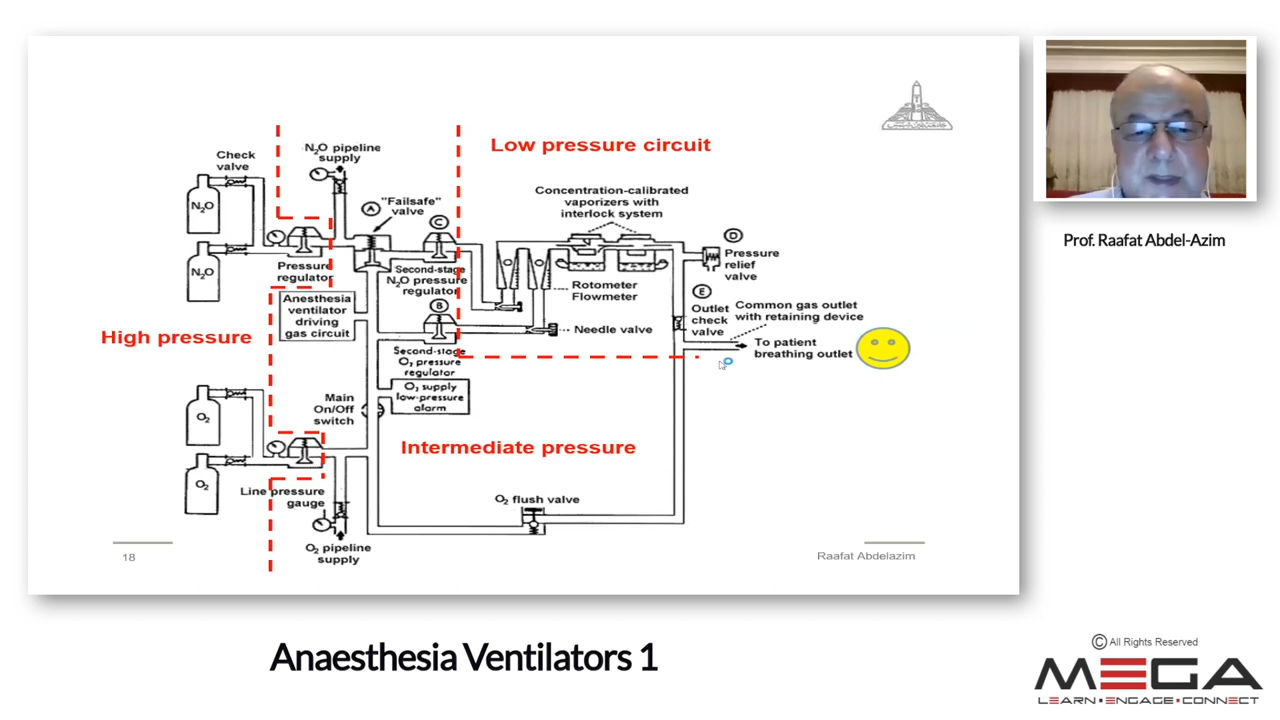 Low pressure circuit
N₂O pipeline
supply
Check
valve
"Failsafe"
valve
A
C
N₂O
N₂O
Concentration-calibrated
vaporizers with
interlock system
D
Pressure
relief
valve
Pressure
regulator
Second-stage
N₂O pressure
regulator
Rotometer
Flowmeter
E
Outlet
check
valve
Common gas outlet
with retaining device
Anesthesia
ventilator
driving
gas circuit
B
Needle valve
High pressure
To patient
breathing outlet
Second-stage
O₂ pressure
regulator
O₂ supply
low-pressure
alarm
Main
On/Off
switch
O₂
O₂
Intermediate pressure
Line pressure
gauge
O₂ flush valve
O₂ pipeline
supply
18
Raafat Abdelazim
Prof. Raafat Abdel-Azim
Anaesthesia Ventilators 1
© All Rights Reserved
MEGA
LEARN•ENGAGE•CONNECT